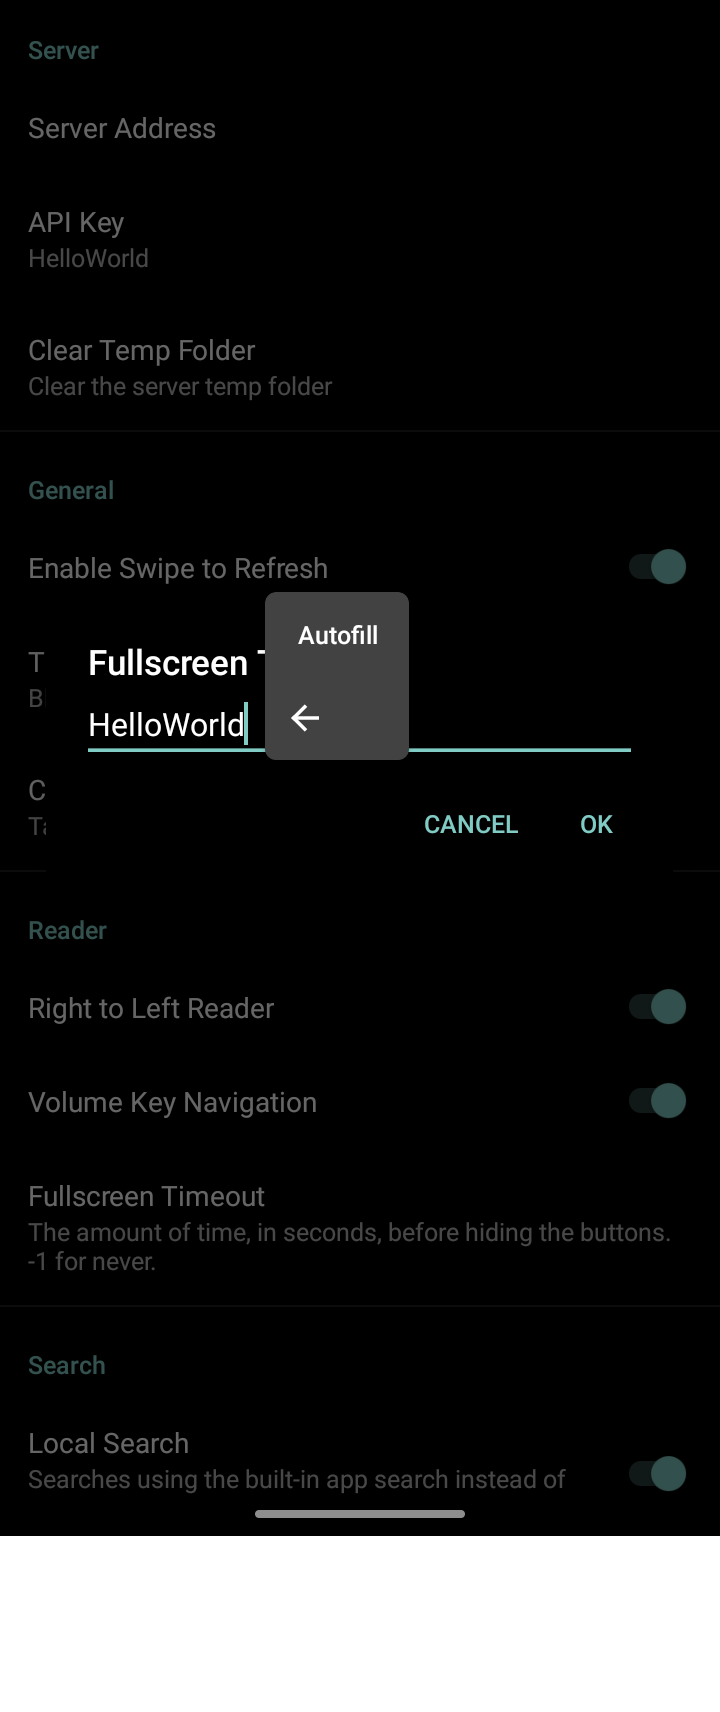 Server
Server Address
API Key
HelloWorld
Clear Temp Folder
Clear the server temp folder
General
Enable Swipe to Refresh
Autofill
Fullscreen
HelloWorld
CANCEL
OK
Reader
Right to Left Reader
Volume Key Navigation
Fullscreen Timeout
The amount of time, in seconds, before hiding the buttons.
-1 for never.
Search
Local Search
Searches using the built-in app search instead of